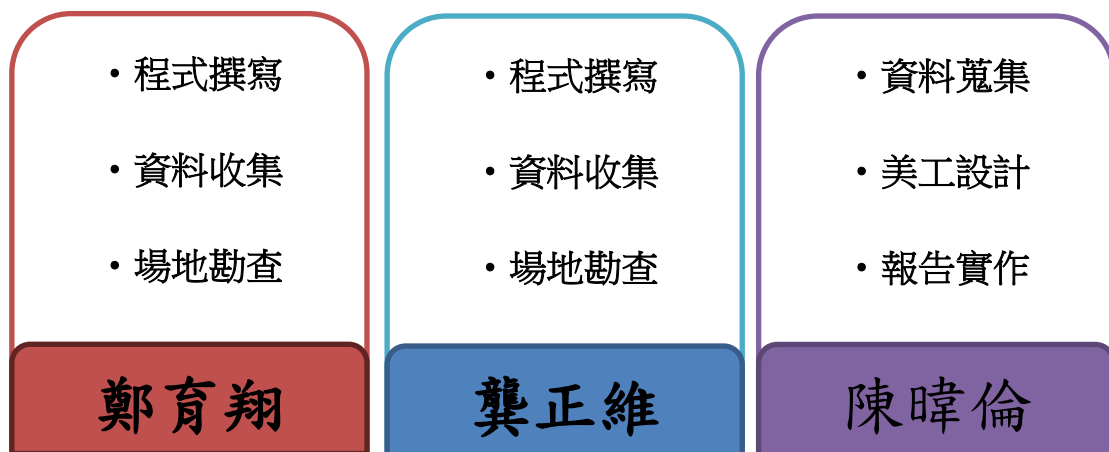 ・程式撰寫
・資料收集
・場地勘查
鄭育翔
・程式撰寫
・資料收集
・場地勘查
龔正維
・資料蒐集
・美工設計
・報告實作
陳暐倫